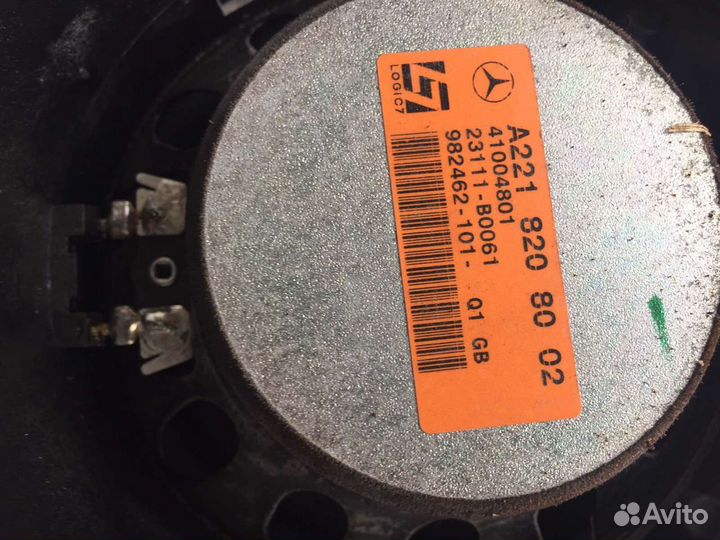 LOGIC7
A221 820 80 02
41004801
23111-B0061
982462-101- Q1 GB
Avito